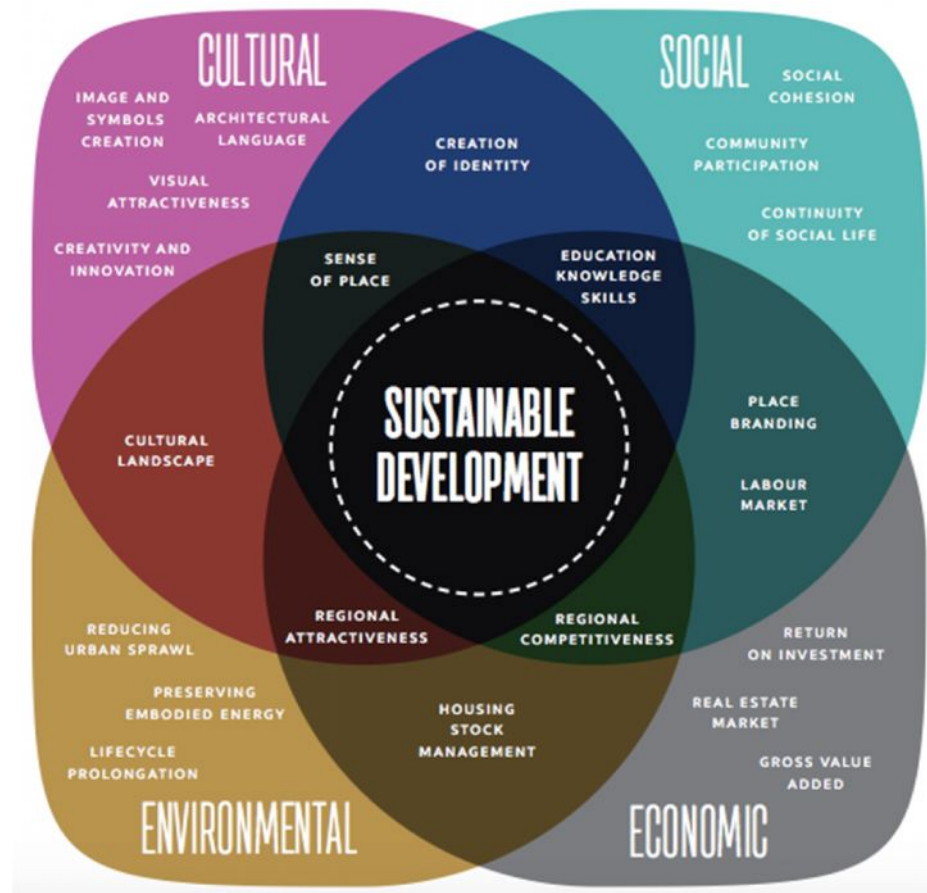 CULTURAL
IMAGE AND
SYMBOLS
CREATION
ARCHITECTURAL
LANGUAGE
VISUAL
ATTRACTIVENESS
CREATIVITY AND
INNOVATION
CREATION
OF IDENTITY
SOCIAL
SOCIAL
COHESION
COMMUNITY
PARTICIPATION
CONTINUITY
OF SOCIAL LIFE
SENSE
OF PLACE
EDUCATION
KNOWLEDGE
SKILLS
CULTURAL
LANDSCAPE
SUSTAINABLE
DEVELOPMENT
PLACE
BRANDING
LABOUR
MARKET
REGIONAL
ATTRACTIVENESS
REGIONAL
COMPETITIVENESS
REDUCING
URBAN SPRAWL
PRESERVING
EMBODIED ENERGY
LIFECYCLE
PROLONGATION
ENVIRONMENTAL
HOUSING
STOCK
MANAGEMENT
RETURN
ON INVESTMENT
REAL ESTATE
MARKET
GROSS VALUE
ADDED
ECONOMIC